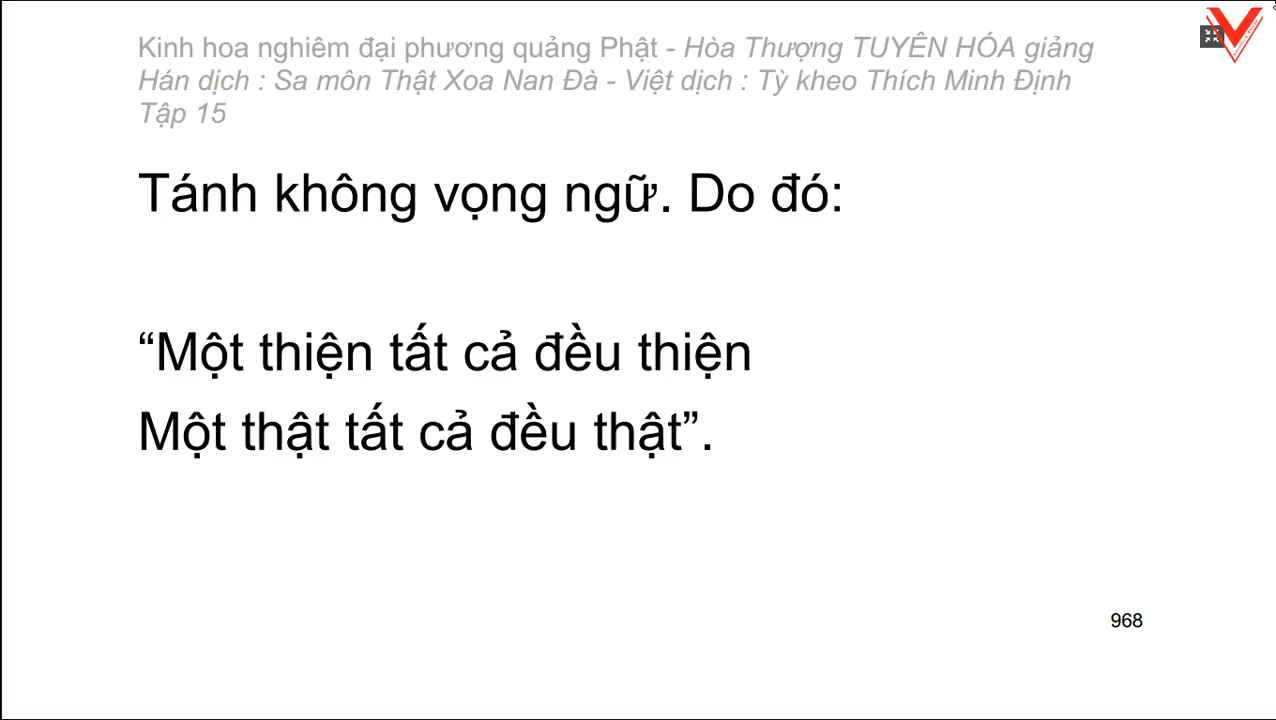 Kinh hoa nghiêm đại phương quảng Phật - Hòa Thượng TUYÊN HÓA giảng
Hán dịch : Sa môn Thật Xoa Nan Đà - Việt dịch : Tỳ kheo Thích Minh Định
Tập 15
Tánh không vọng ngữ. Do đó:
“Một thiện tất cả đều thiện
Một thật tất cả đều thật”.
968